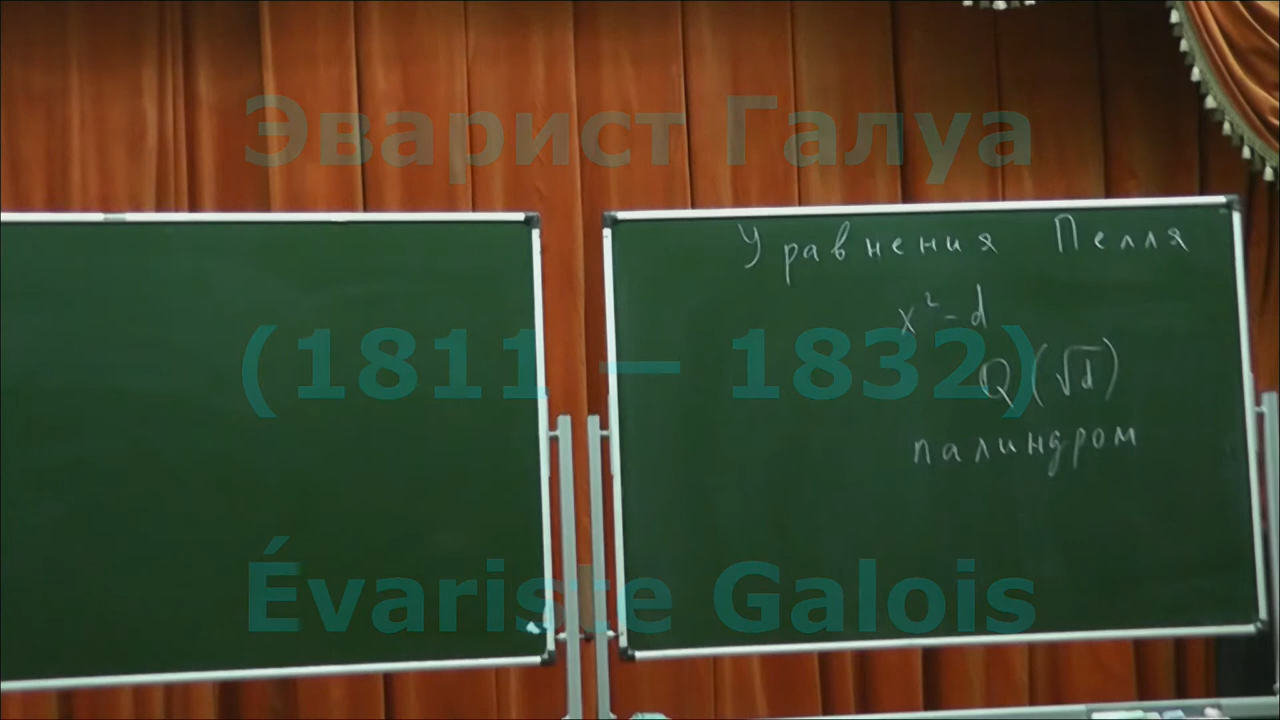 Эварист Галуа
Уравнения Пелля
x² - d
(1811 — 1832)
Q(√d)
палиндром
Évariste Galois